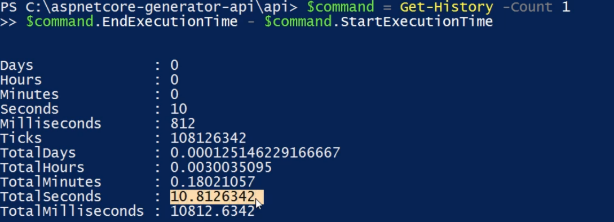 PS C:\aspnetcore-generator-api\api> $command = Get-History -Count 1
>> $command.EndExecutionTime - $command.StartExecutionTime
Days : 0
Hours : 0
Minutes : 0
Seconds : 10
Milliseconds : 812
Ticks : 108126342
TotalDays : 0.000125146229166667
TotalHours : 0.0030035095
TotalMinutes : 0.18021057
TotalSeconds : 10.8126342
TotalMilliseconds : 10812.6342